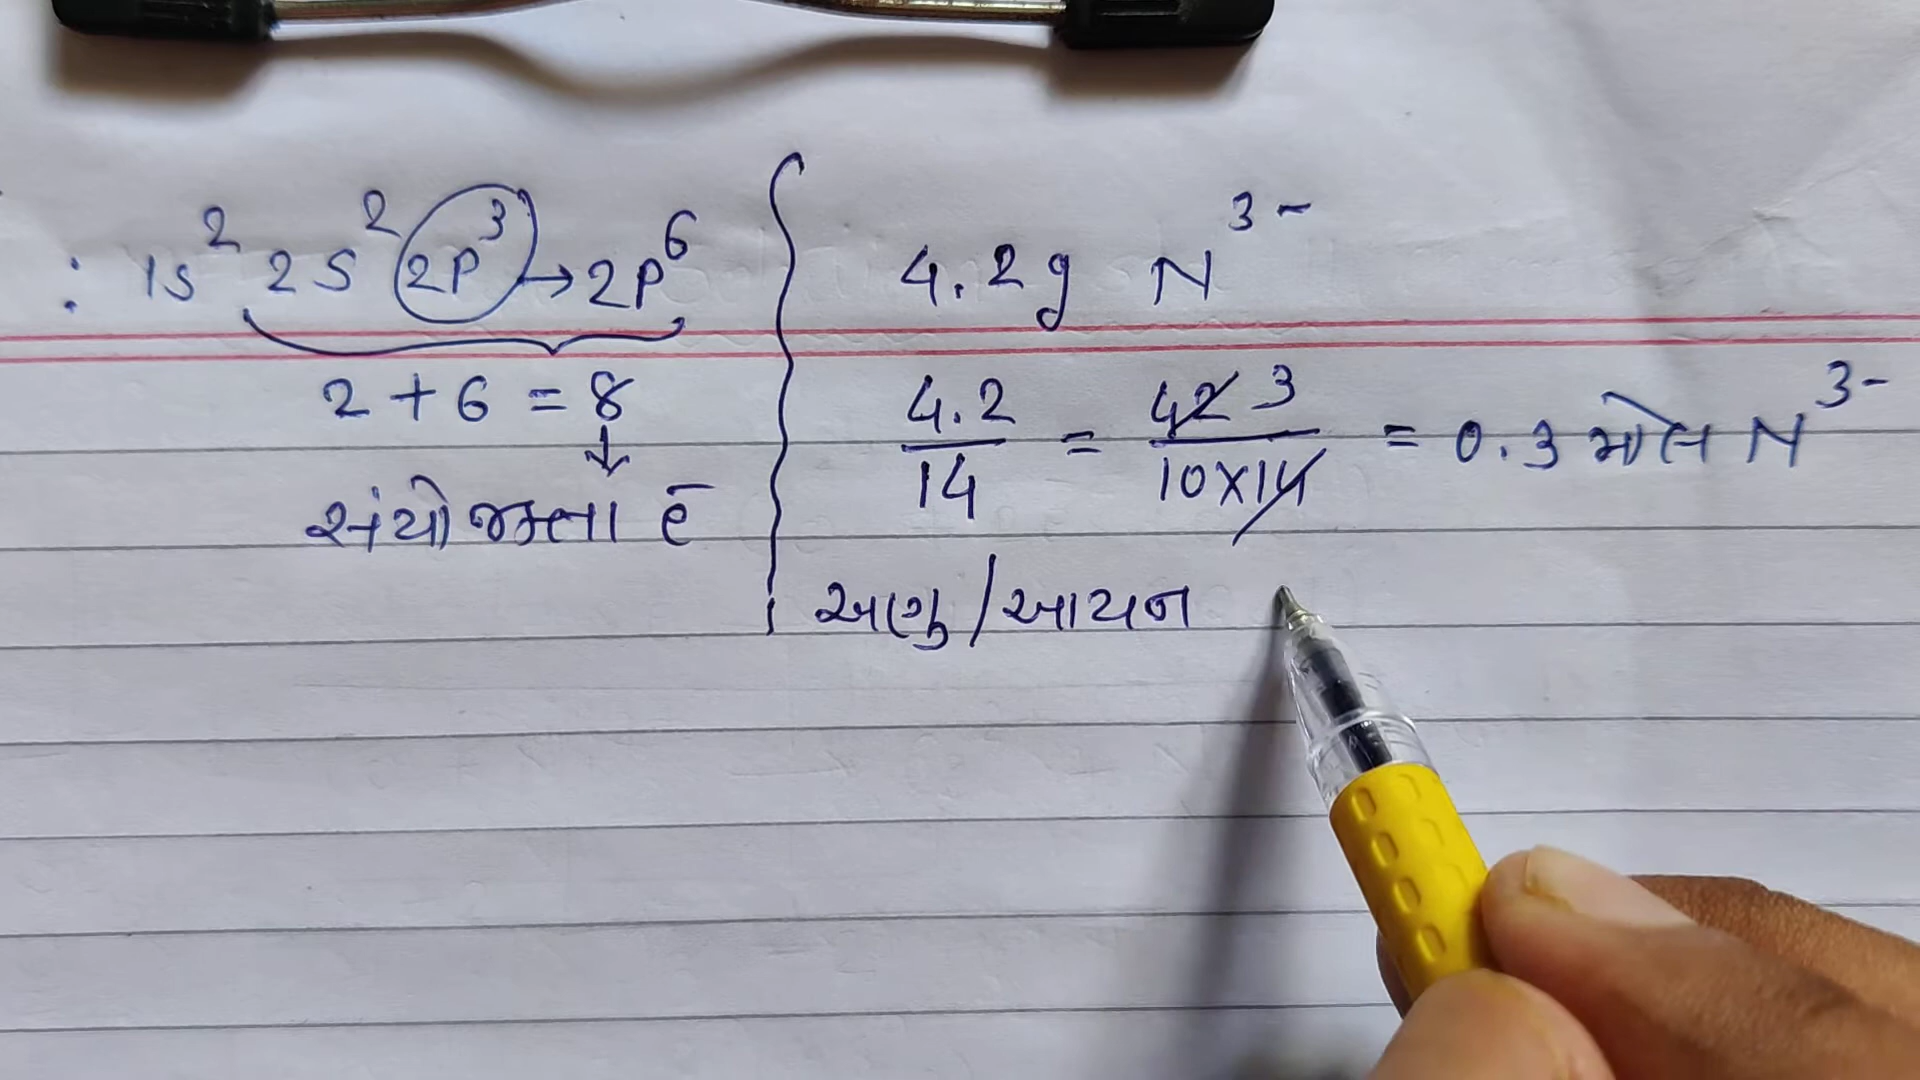 : 1s² 2s² 2p³ → 2p⁶
2 + 6 = 8
↓
સંયોજકતા ē
4.2g N³⁻
4.2/14 = 42 3/10×14 = 0.3 મોલ N³⁻
અણુ/આયન